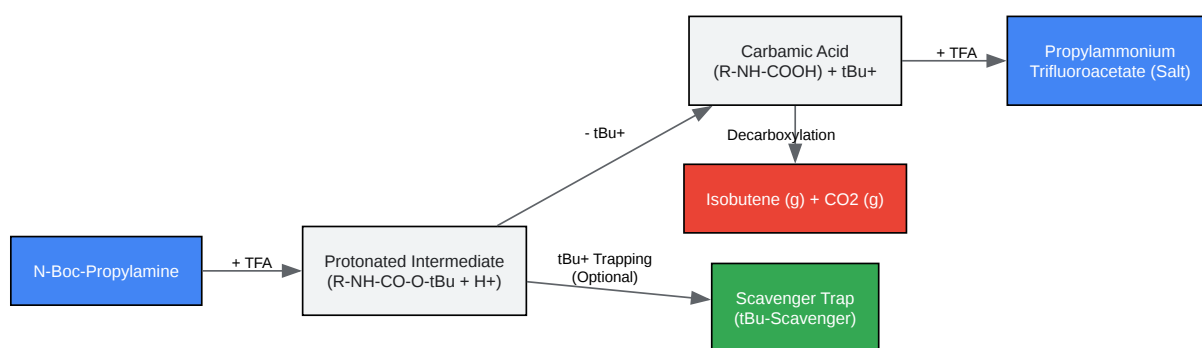 N-Boc-Propylamine
+ TFA
Protonated Intermediate
(R-NH-CO-O-tBu + H+)
- tBu+
Carbamic Acid
(R-NH-COOH) + tBu+
+ TFA
Propylammonium
Trifluoroacetate (Salt)
Decarboxylation
Isobutene (g) + CO2 (g)
tBu+ Trapping
(Optional)
Scavenger Trap
(tBu-Scavenger)